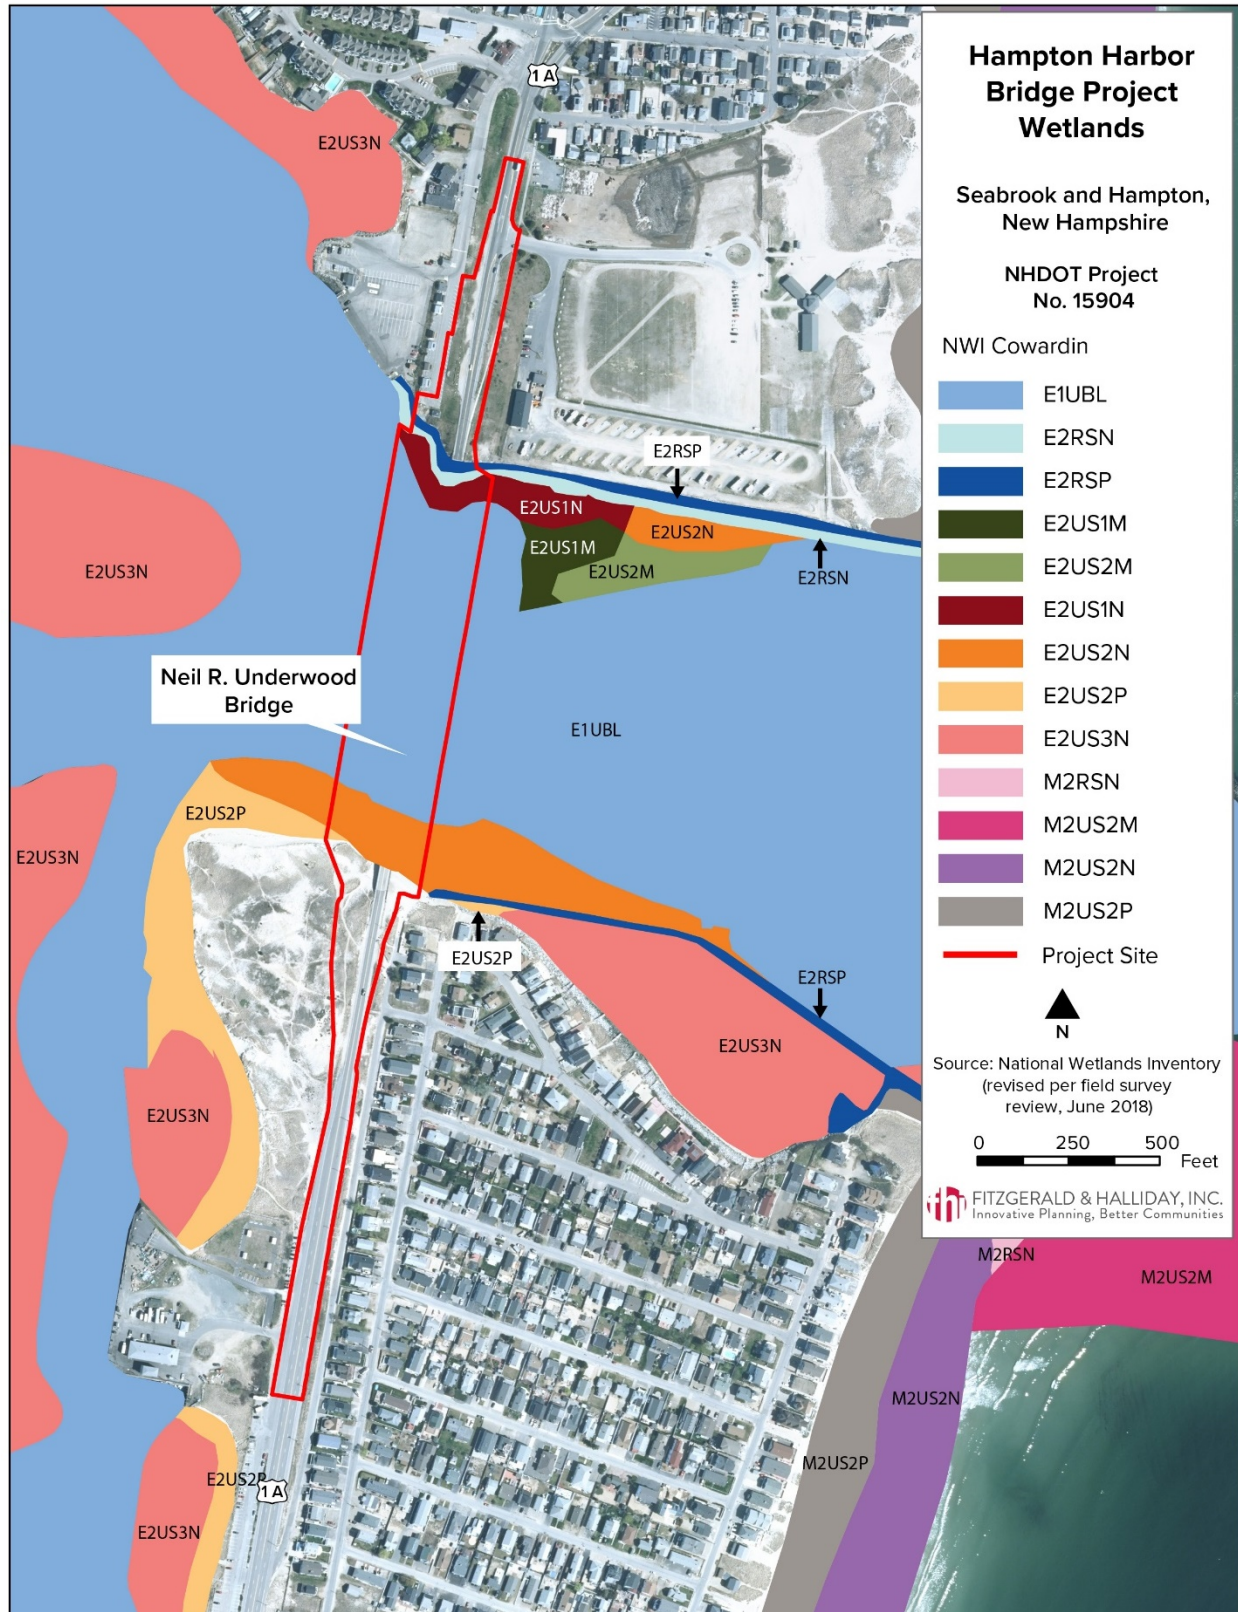 1 A
E2US3N
E2RSP
E2US1N
E2US2N
E2US1M
E2US2M
E2RSN
E2US3N
Neil R. Underwood
Bridge
E1UBL
E2US2P
E2US3N
E2US2P
E2RSP
E2US3N
E2US3N
M2RSN
M2US2M
M2US2N
M2US2P
E2US2P
1 A
E2US3N
Hampton Harbor
Bridge Project
Wetlands
Seabrook and Hampton,
New Hampshire
NHDOT Project
No. 15904
NWI Cowardin
E1UBL
E2RSN
E2RSP
E2US1M
E2US2M
E2US1N
E2US2N
E2US2P
E2US3N
M2RSN
M2US2M
M2US2N
M2US2P
Project Site
N
Source: National Wetlands Inventory
(revised per field survey
review, June 2018)
0 250 500
Feet
fhi FITZGERALD & HALLIDAY, INC.
Innovative Planning, Better Communities